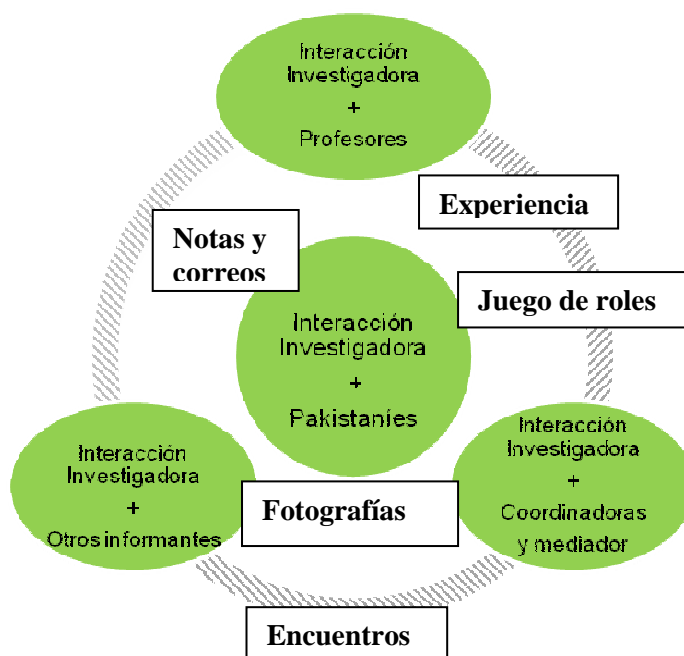 Interacción
Investigadora
+
Profesores
Experiencia
Notas y
correos
Juego de roles
Interacción
Investigadora
+
Pakistaníes
Interacción
Investigadora
+
Otros informantes
Interacción
Investigadora
+
Coordinadoras
y mediador
Fotografías
Encuentros